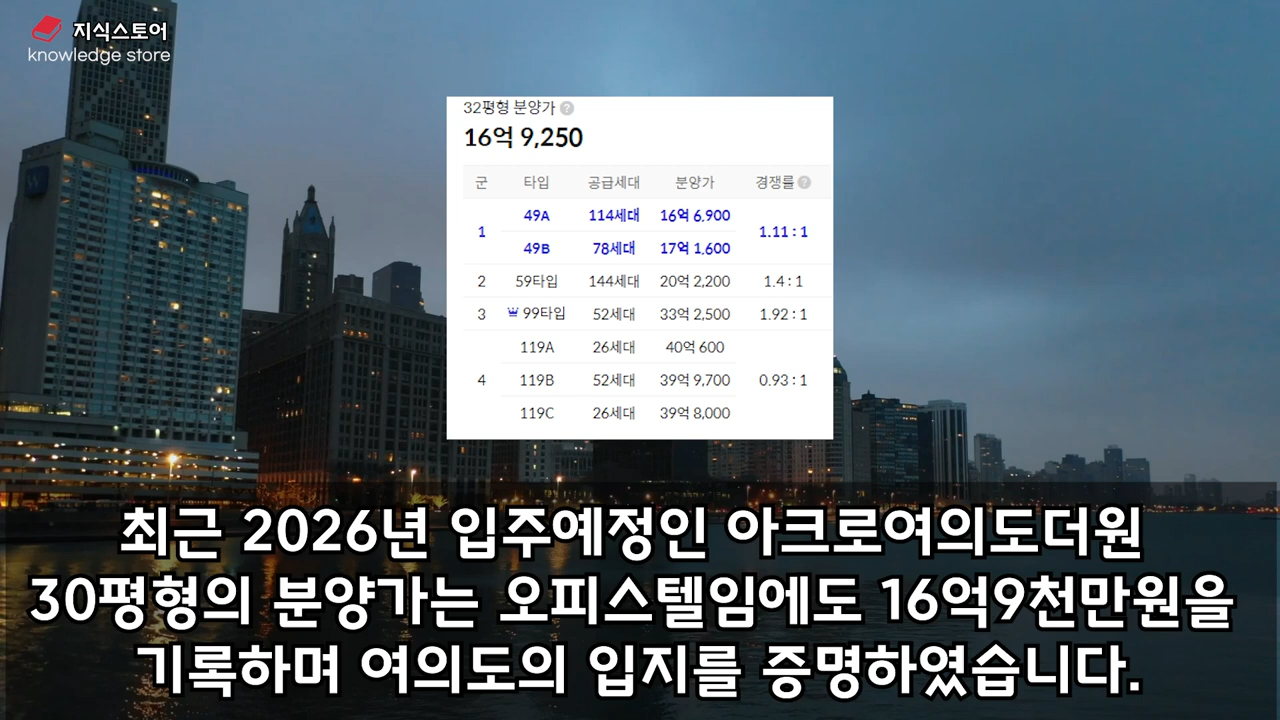 지식스토어
knowledge store
32평형 분양가 ?
16억 9,250
군 타입 공급세대 분양가 경쟁률 ?
49A 114세대 16억 6,900
1 1.11 : 1
49B 78세대 17억 1,600
2 59타입 144세대 20억 2,200 1.4 : 1
3 99타입 52세대 33억 2,500 1.92 : 1
119A 26세대 40억 600
4 119B 52세대 39억 9,700 0.93 : 1
119C 26세대 39억 8,000
최근 2026년 입주예정인 아크로여의도더원
30평형의 분양가는 오피스텔임에도 16억9천만원을
기록하며 여의도의 입지를 증명하였습니다.